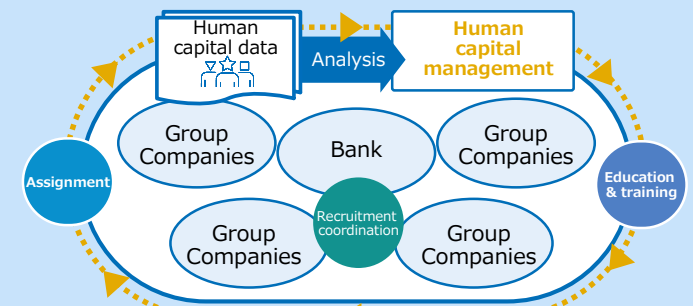 Human
capital data
Analysis
Human
capital
management
Group
Companies
Bank
Group
Companies
Assignment
Education
& training
Recruitment
coordination
Group
Companies
Group
Companies